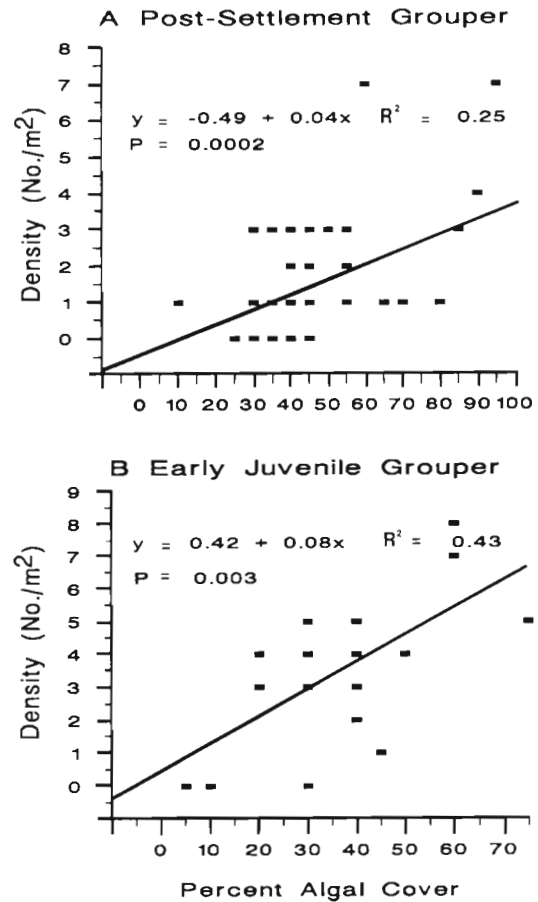 A Post-Settlement Grouper
8
7
6
5
4
3
2
1
0
Density (No./m²)
y = -0.49 + 0.04x R² = 0.25
P = 0.0002
0 10 20 30 40 50 60 70 80 90 100
B Early Juvenile Grouper
9
8
7
6
5
4
3
2
1
0
Density (No./m²)
y = 0.42 + 0.08x R² = 0.43
P = 0.003
0 10 20 30 40 50 60 70
Percent Algal Cover